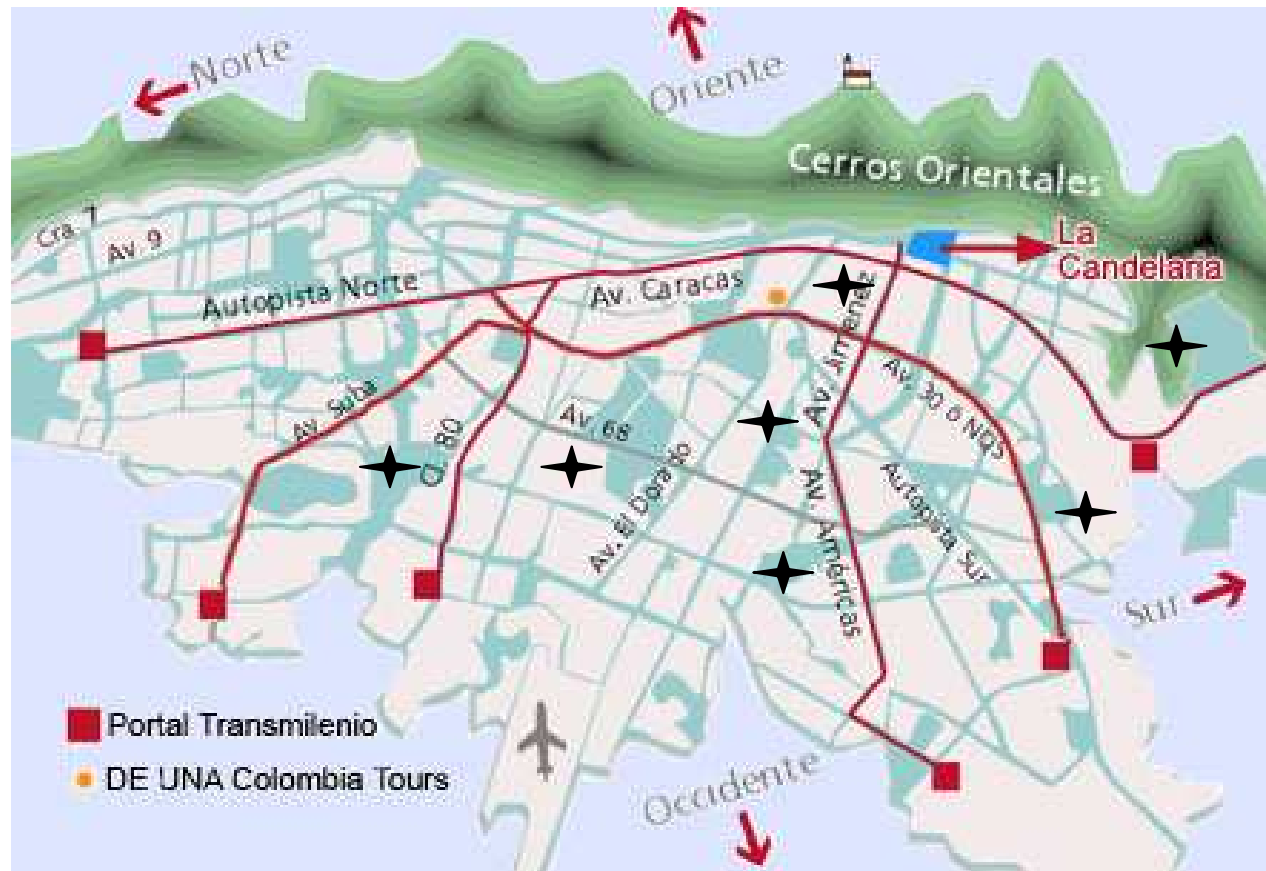 Norte
Oriente
Cerros Orientales
Cra. 7
Av. 9
La
Candelaria
Autopista Norte
Av. Caracas
Av. Jimenez
Av. Suba
Cl. 80
Av. 68
Av. El Dorado
Av. 30 ó NQS
Autopista Sur
Av. Américas
Sur
Portal Transmilenio
DE UNA Colombia Tours
Occidente